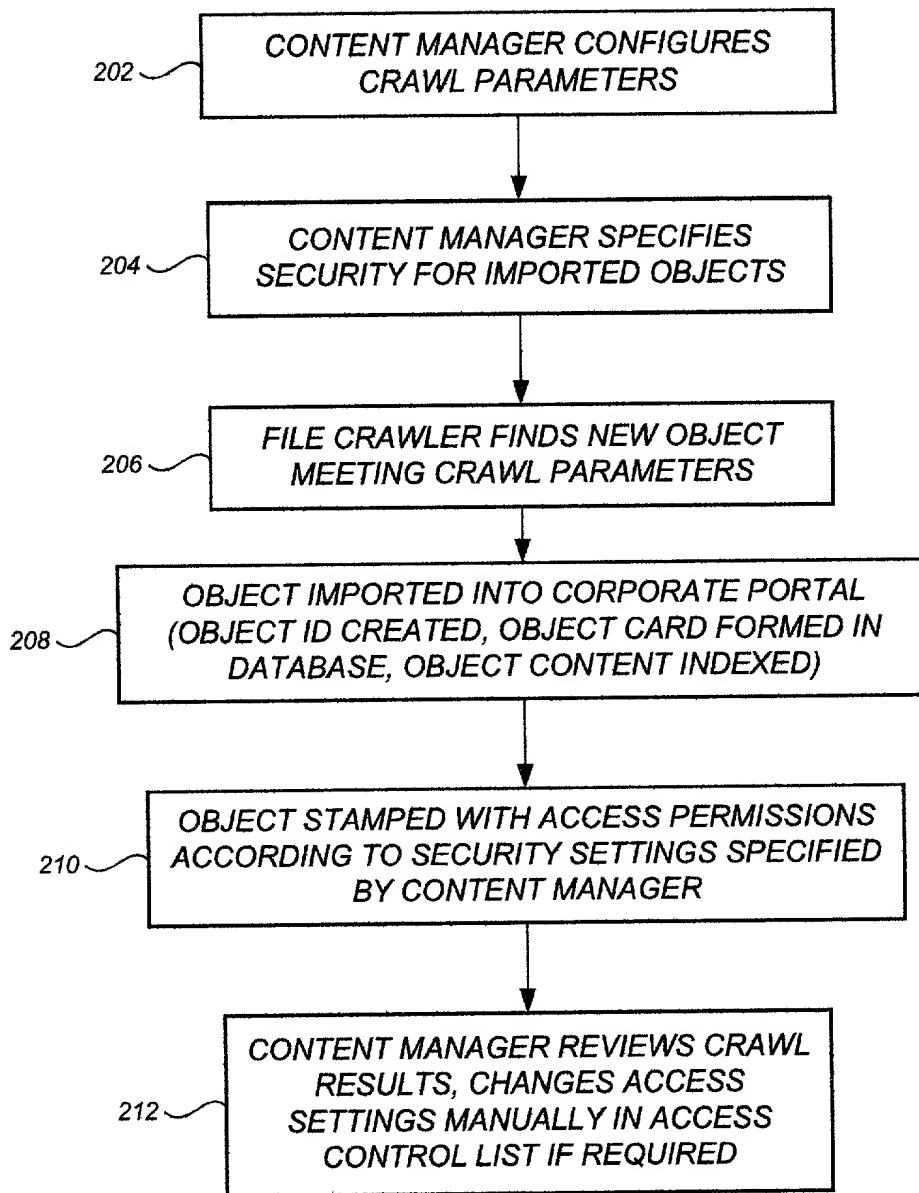 CONTENT MANAGER CONFIGURES
CRAWL PARAMETERS
202
CONTENT MANAGER SPECIFIES
SECURITY FOR IMPORTED OBJECTS
204
FILE CRAWLER FINDS NEW OBJECT
MEETING CRAWL PARAMETERS
206
OBJECT IMPORTED INTO CORPORATE PORTAL
(OBJECT ID CREATED, OBJECT CARD FORMED IN
DATABASE, OBJECT CONTENT INDEXED)
208
OBJECT STAMPED WITH ACCESS PERMISSIONS
ACCORDING TO SECURITY SETTINGS SPECIFIED
BY CONTENT MANAGER
210
CONTENT MANAGER REVIEWS CRAWL
RESULTS, CHANGES ACCESS
SETTINGS MANUALLY IN ACCESS
CONTROL LIST IF REQUIRED
212